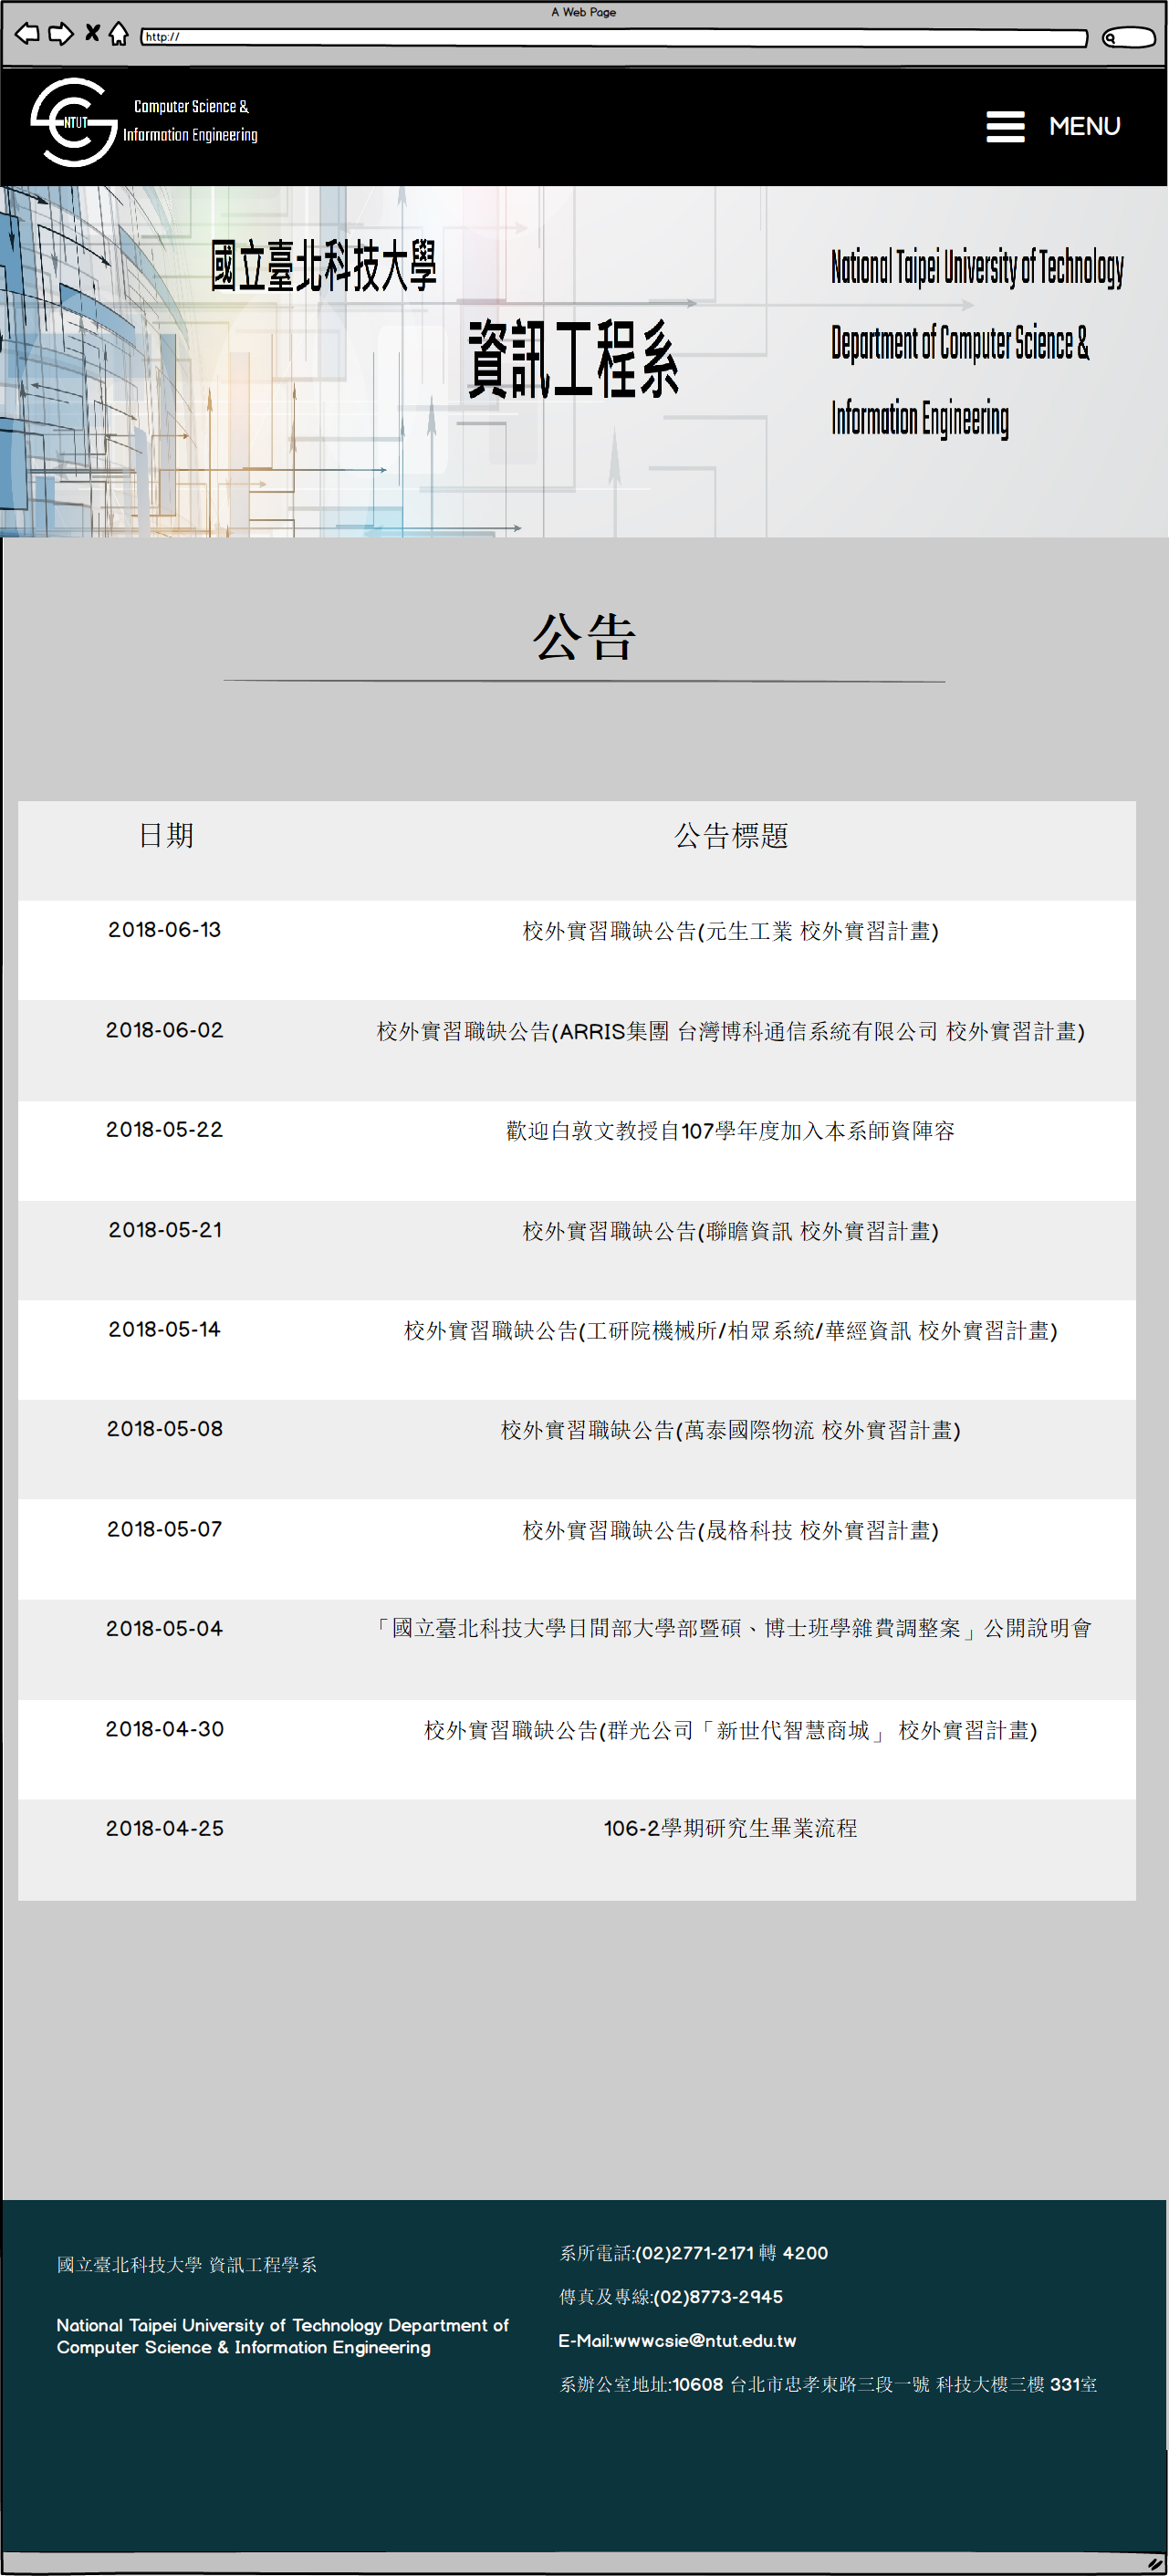 A Web Page
http://
NTUT
Computer Science &
Information Engineering
MENU
國立臺北科技大學
資訊工程系
National Taipei University of Technology
Department of Computer Science &
Information Engineering
公告
日期 公告標題
2018-06-13 校外實習職缺公告(元生工業 校外實習計畫)
2018-06-02 校外實習職缺公告(ARRIS集團 台灣博科通信系統有限公司 校外實習計畫)
2018-05-22 歡迎白敦文教授自107學年度加入本系師資陣容
2018-05-21 校外實習職缺公告(聯瞻資訊 校外實習計畫)
2018-05-14 校外實習職缺公告(工研院機械所/柏眾系統/華經資訊 校外實習計畫)
2018-05-08 校外實習職缺公告(萬泰國際物流 校外實習計畫)
2018-05-07 校外實習職缺公告(晟格科技 校外實習計畫)
2018-05-04 「國立臺北科技大學日間部大學部暨碩、博士班學雜費調整案」公開說明會
2018-04-30 校外實習職缺公告(群光公司「新世代智慧商城」 校外實習計畫)
2018-04-25 106-2學期研究生畢業流程
國立臺北科技大學 資訊工程學系
National Taipei University of Technology Department of
Computer Science & Information Engineering
系所電話:(02)2771-2171 轉 4200
傳真及專線:(02)8773-2945
E-Mail:wwwcsie@ntut.edu.tw
系辦公室地址:10608 台北市忠孝東路三段一號 科技大樓三樓 331室